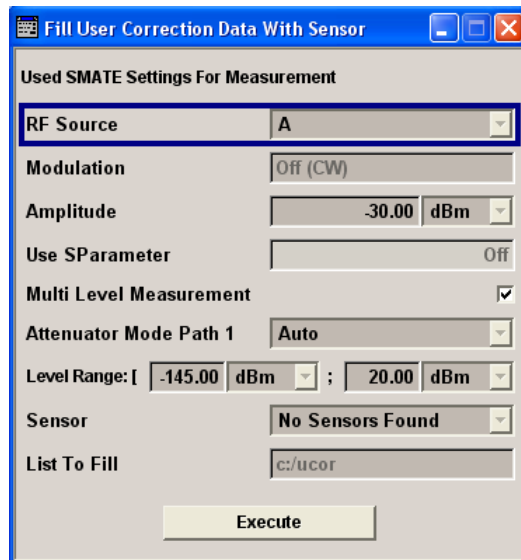 Fill User Correction Data With Sensor
Used SMATE Settings For Measurement
RF Source A
Modulation Off (CW)
Amplitude -30.00 dBm
Use SParameter Off
Multi Level Measurement
Attenuator Mode Path 1 Auto
Level Range: [ -145.00 dBm ; 20.00 dBm
Sensor No Sensors Found
List To Fill c:/ucor
Execute